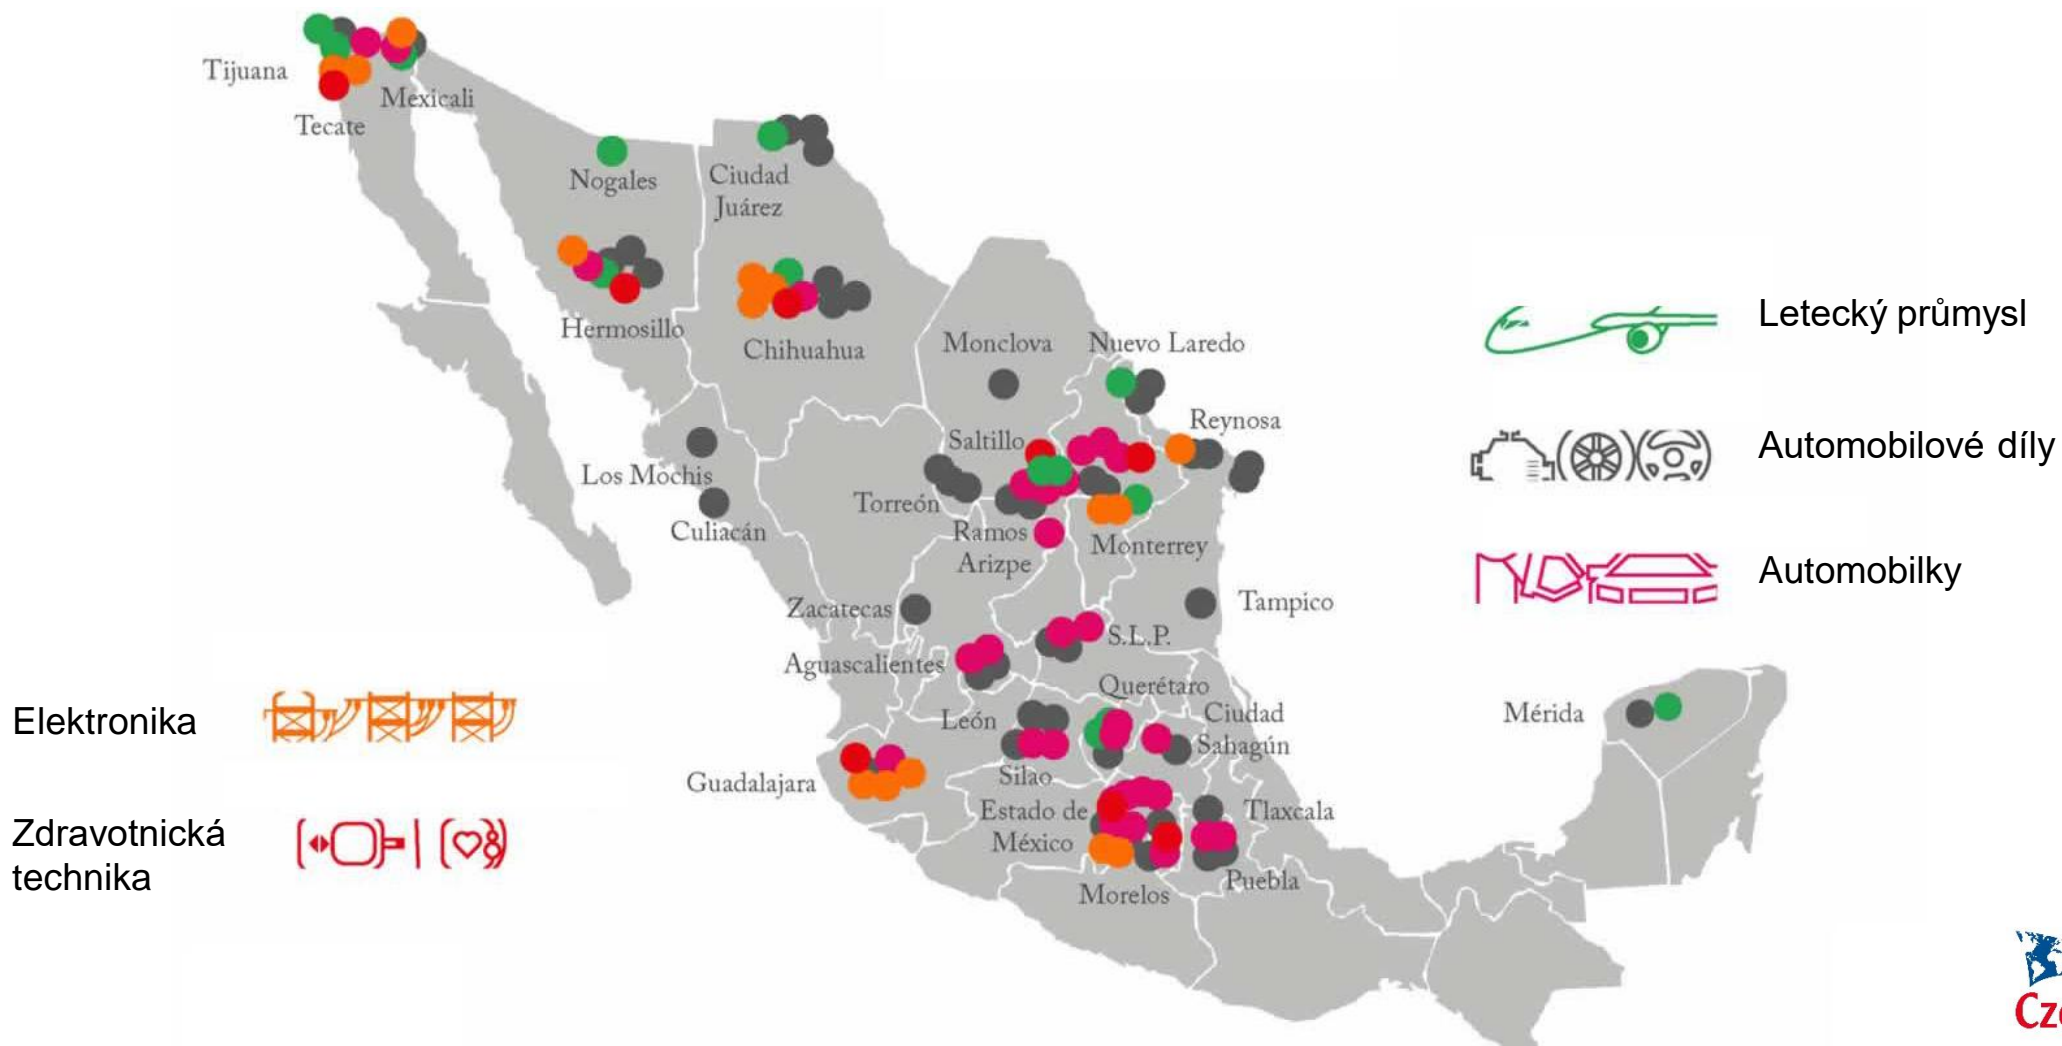 Tijuana
Mexicali
Tecate
Nogales
Ciudad
Juárez
Hermosillo
Chihuahua
Monclova
Nuevo Laredo
Letecký průmysl
Reynosa
Saltillo
Automobilové díly
Los Mochis
Torreón
Culiacán
Ramos
Arizpe
Monterrey
Automobilky
Zacatecas
Tampico
S.L.P.
Aguascalientes
Querétaro
León
Ciudad
Sahagún
Mérida
Elektronika
Silao
Guadalajara
Estado de
México
Tlaxcala
Zdravotnická
technika
Puebla
Morelos